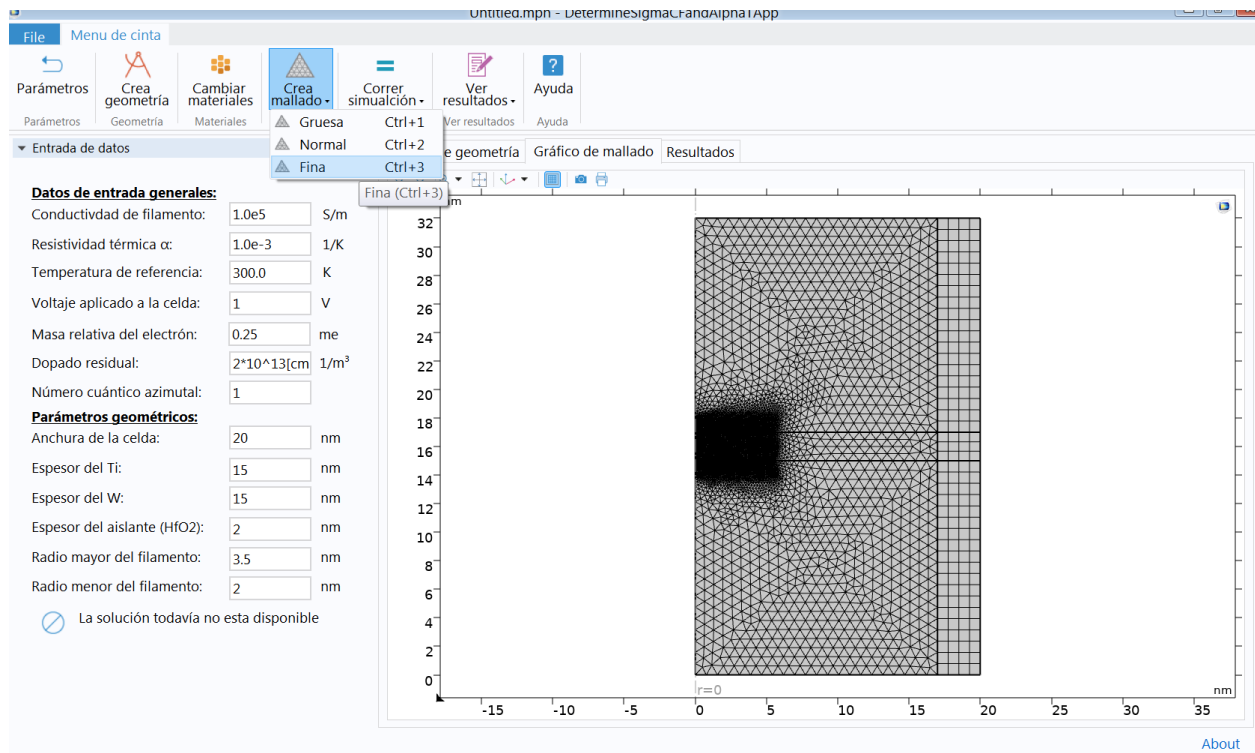 Untitled.mph - DetermineSigmaCFandAlphaTApp
File Menu de cinta
Parámetros
Crea geometría
Cambiar materiales
Crea mallado
Correr simualción
Ver resultados
Ayuda
Parámetros Geometría Materiales Ver resultados Ayuda
Gruesa Ctrl+1
Normal Ctrl+2
Fina Ctrl+3
Fina (Ctrl+3)
Entrada de datos
e geometría Gráfico de mallado Resultados
Datos de entrada generales:
Conductivdad de filamento: 1.0e5 S/m
Resistividad térmica α: 1.0e-3 1/K
Temperatura de referencia: 300.0 K
Voltaje aplicado a la celda: 1 V
Masa relativa del electrón: 0.25 me
Dopado residual: 2*10^13[cm 1/m³
Número cuántico azimutal: 1
Parámetros geométricos:
Anchura de la celda: 20 nm
Espesor del Ti: 15 nm
Espesor del W: 15 nm
Espesor del aislante (HfO2): 2 nm
Radio mayor del filamento: 3.5 nm
Radio menor del filamento: 2 nm
La solución todavía no esta disponible
nm
32
30
28
26
24
22
20
18
16
14
12
10
8
6
4
2
0
r=0
nm
-15 -10 -5 0 5 10 15 20 25 30 35
About